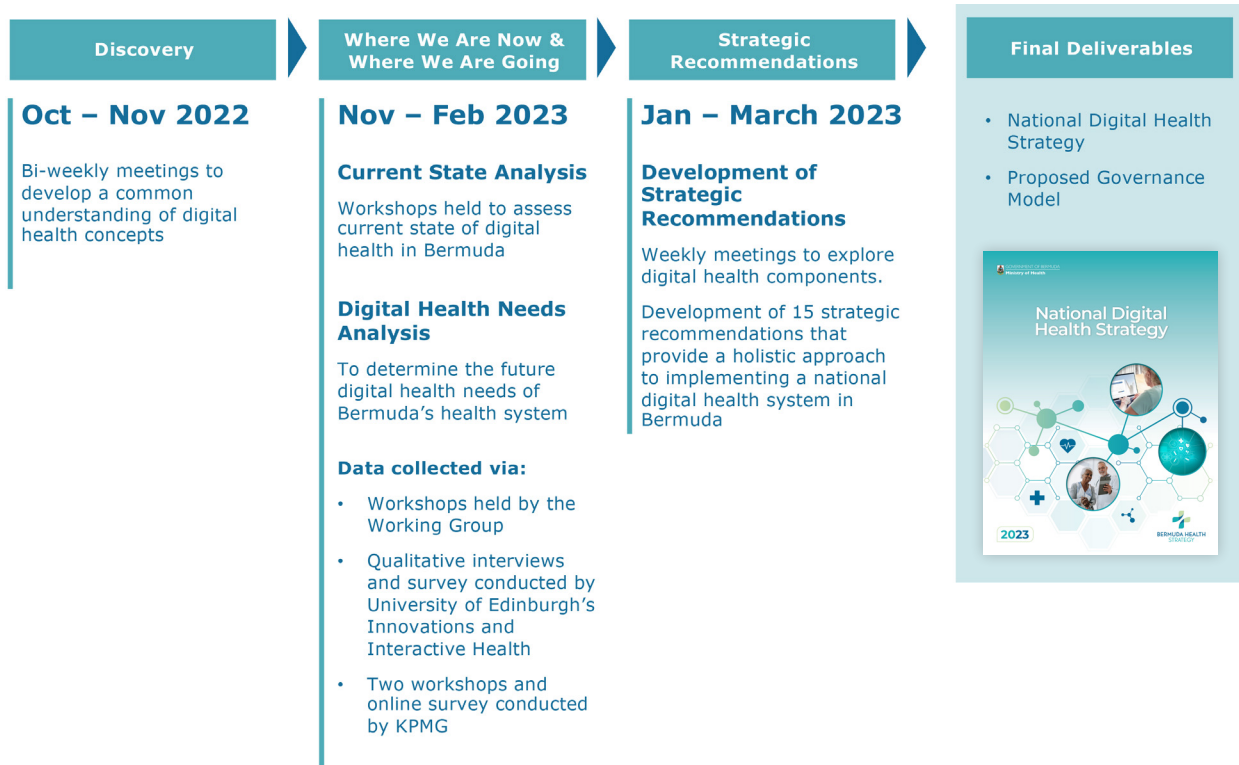 Discovery
Oct – Nov 2022
Bi-weekly meetings to
develop a common
understanding of digital
health concepts
Where We Are Now &
Where We Are Going
Nov – Feb 2023
Current State Analysis
Workshops held to assess
current state of digital
health in Bermuda
Digital Health Needs
Analysis
To determine the future
digital health needs of
Bermuda’s health system
Data collected via:
• Workshops held by the
Working Group
• Qualitative interviews
and survey conducted by
University of Edinburgh’s
Innovations and
Interactive Health
• Two workshops and
online survey conducted
by KPMG
Strategic
Recommendations
Jan – March 2023
Development of
Strategic
Recommendations
Weekly meetings to explore
digital health components.
Development of 15 strategic
recommendations that
provide a holistic approach
to implementing a national
digital health system in
Bermuda
Final Deliverables
• National Digital Health
Strategy
• Proposed Governance
Model
GOVERNMENT OF BERMUDA
Ministry of Health
National Digital
Health Strategy
2023
BERMUDA HEALTH
STRATEGY